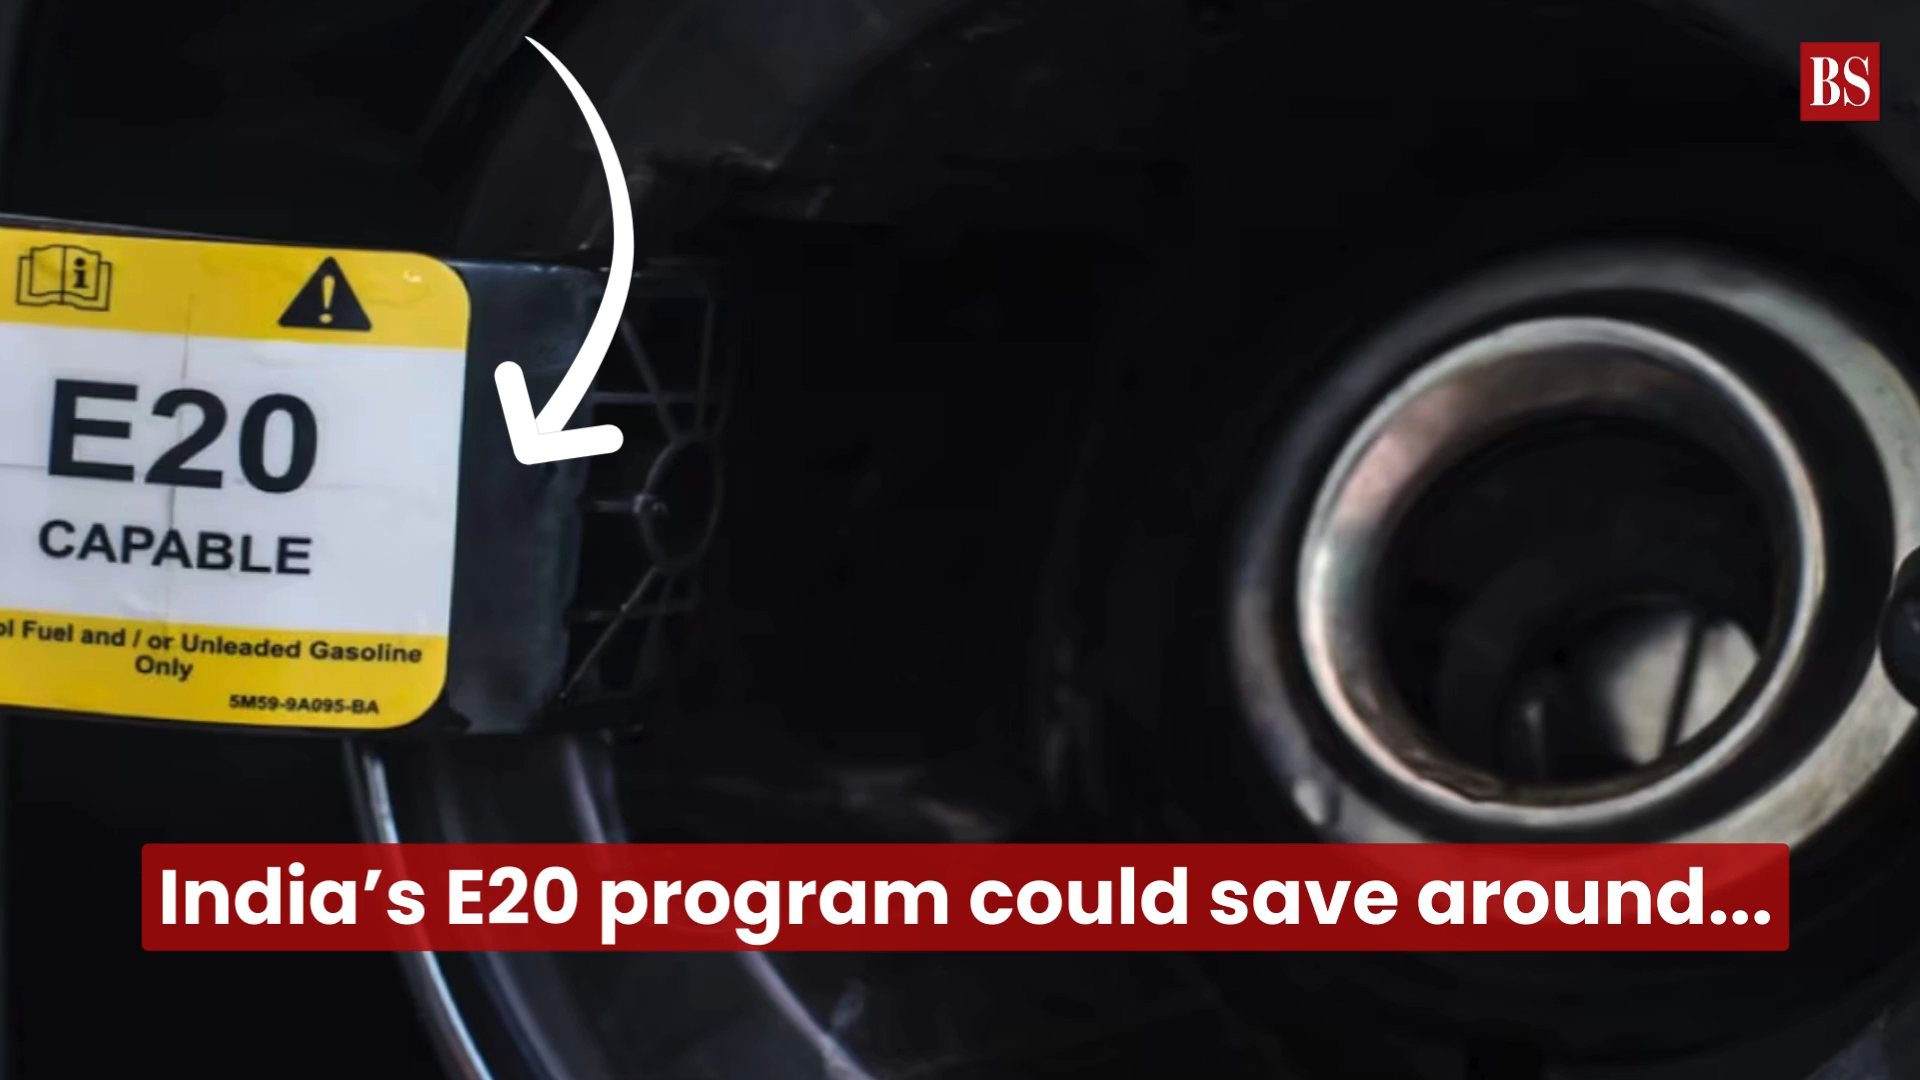 BS
E20
CAPABLE
Fuel and / or Unleaded Gasoline
Only
5M59-9A095-BA
India’s E20 program could save around...